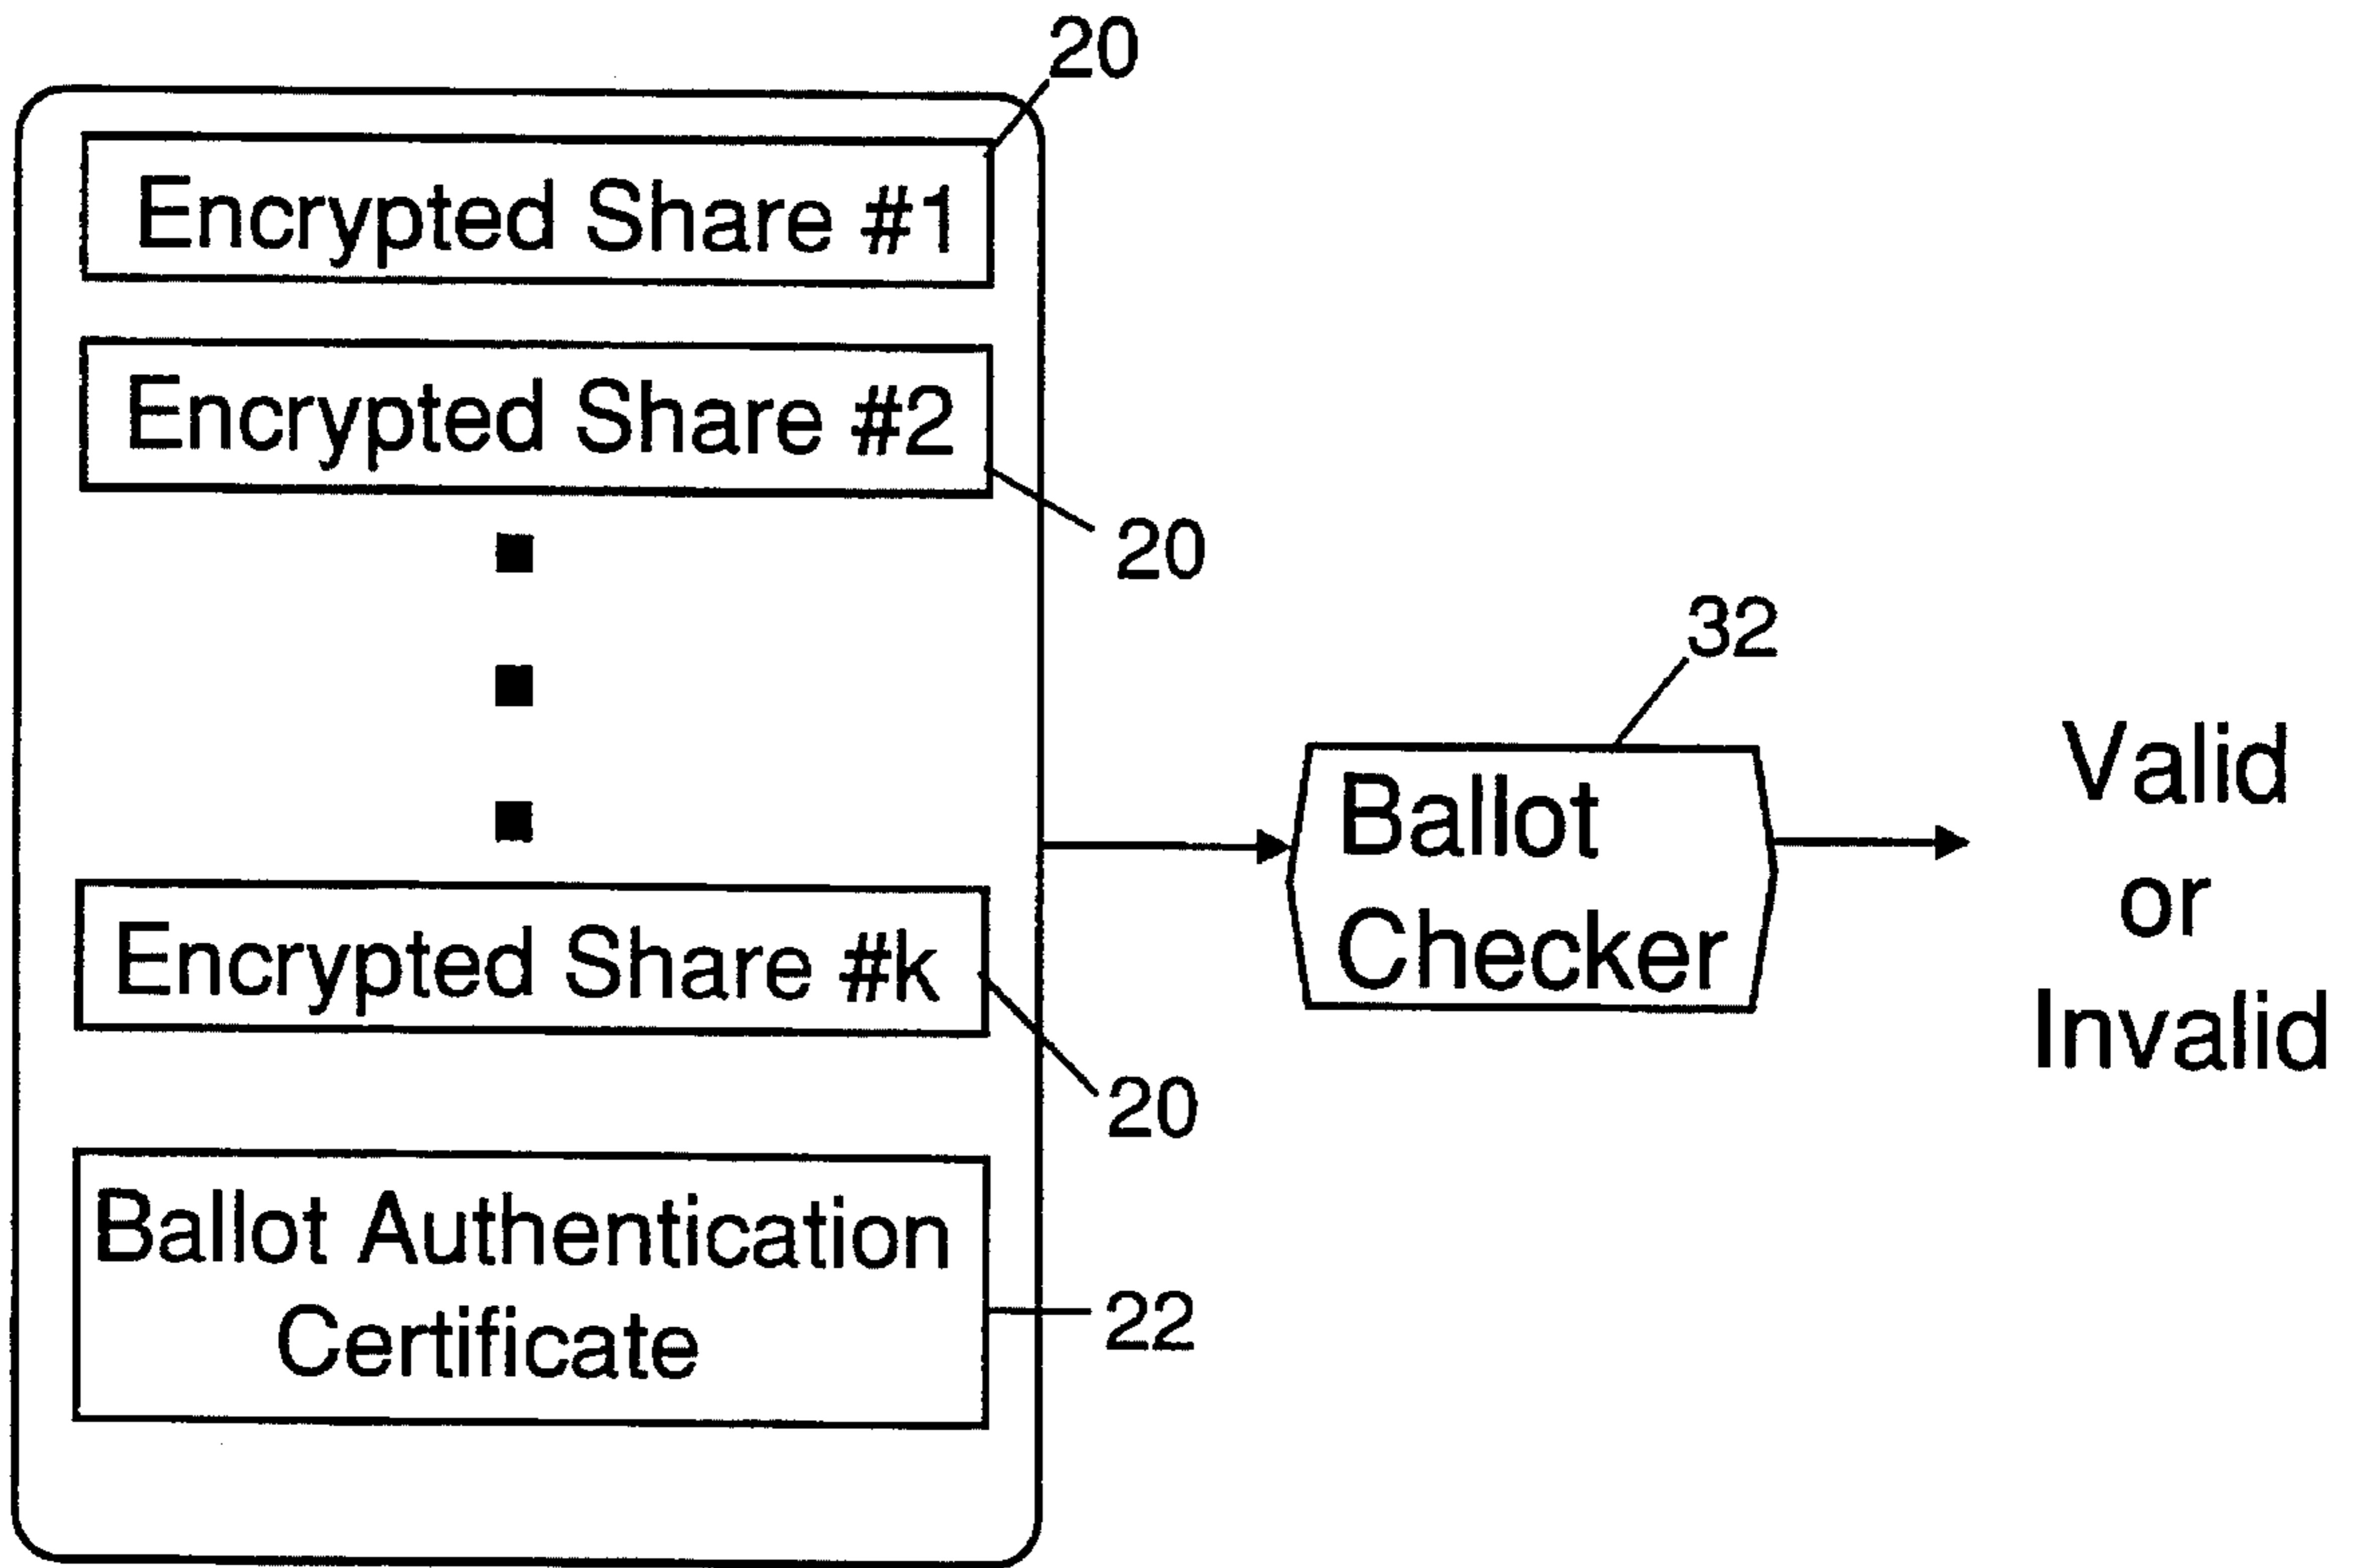 20
Encrypted Share #1
Encrypted Share #2
20
32
Ballot
Checker
Valid
or
Invalid
Encrypted Share #k
20
Ballot Authentication
Certificate
22